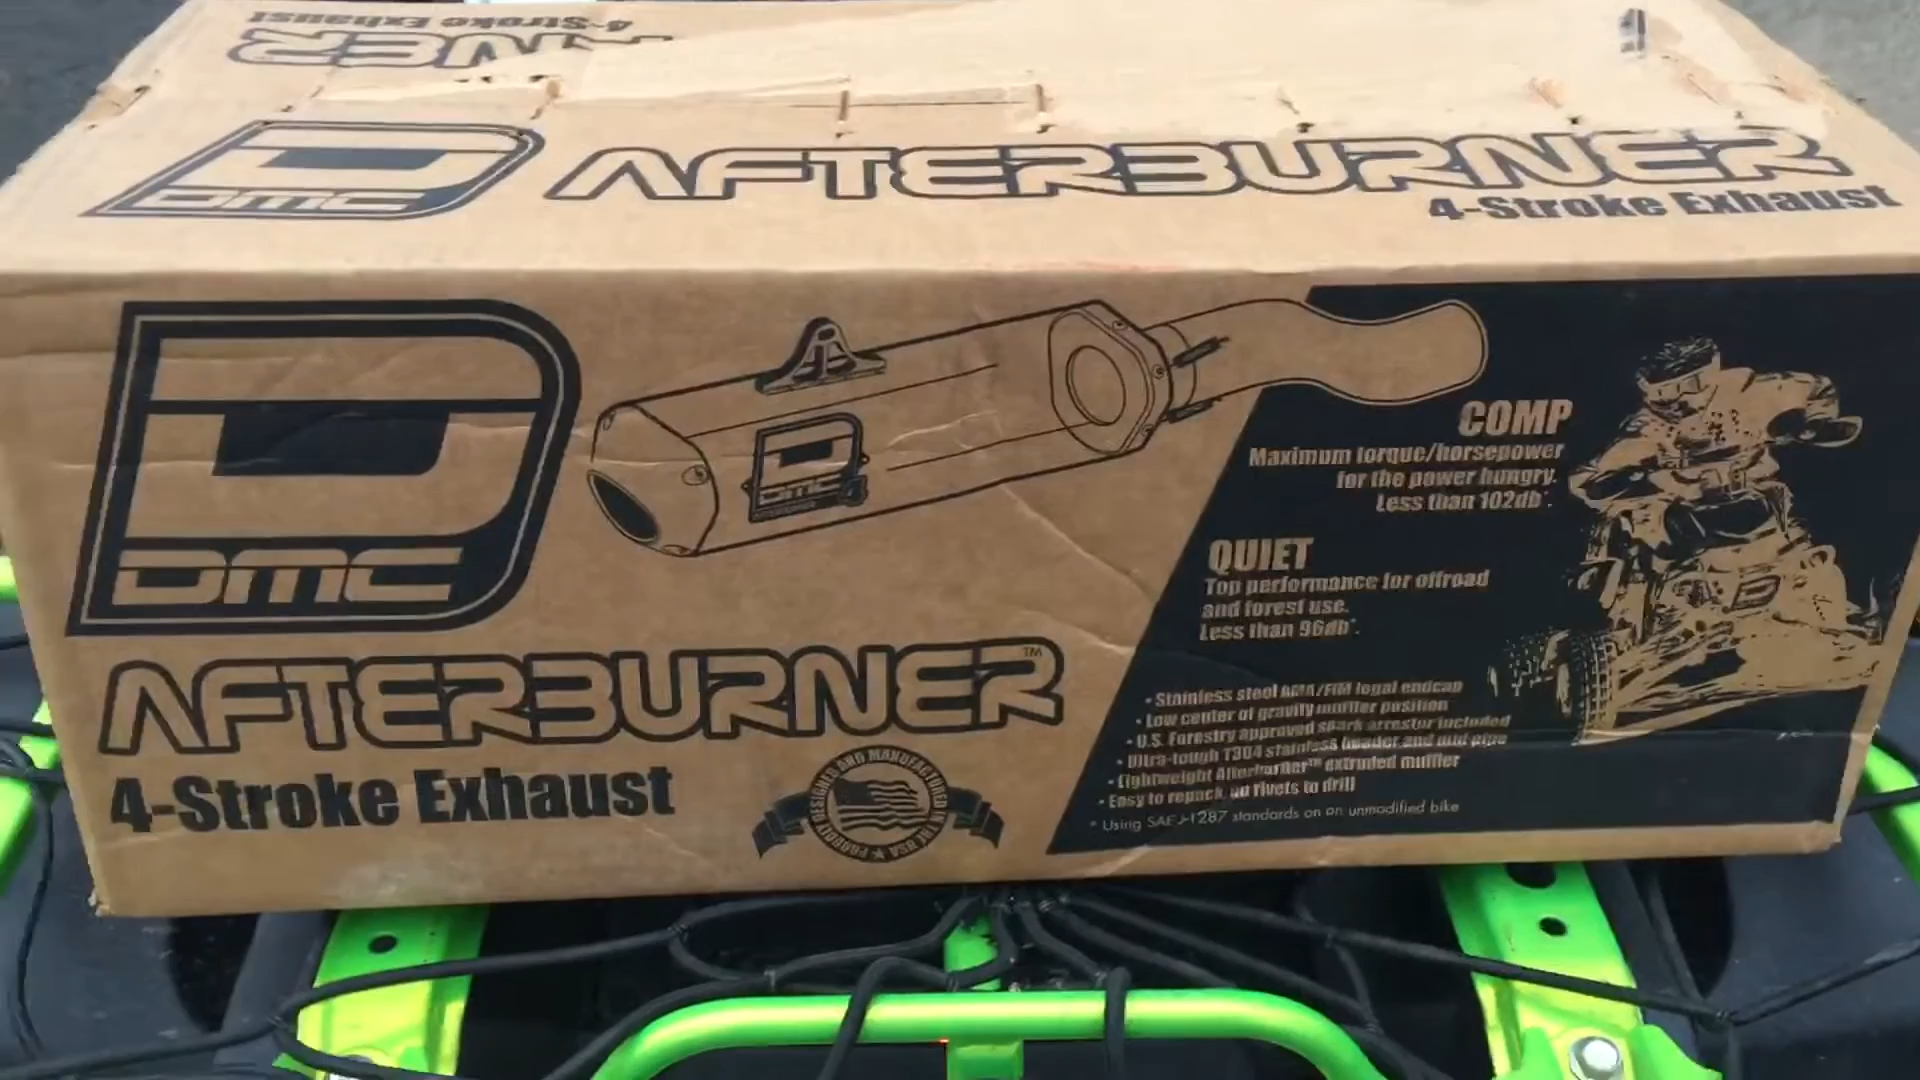 4-Stroke Exhaust
DMC
AFTERBURNER
4-Stroke Exhaust
DMC
DMC
AFTERBURNER™
4-Stroke Exhaust
PROUDLY DESIGNED AND MANUFACTURED IN THE USA
COMP
Maximum torque/horsepower
for the power hungry.
Less than 102db*.
QUIET
Top performance for offroad
and forest use.
Less than 96db*.
• Stainless steel AMA/FIM legal endcap
• Low center of gravity muffler position
• U.S. Forestry approved spark arrestor included
• Ultra-tough T304 stainless header and mid pipe
• Lightweight Afterburner™ extruded muffler
• Easy to repack, no rivets to drill
* Using SAEJ-1287 standards on an unmodified bike